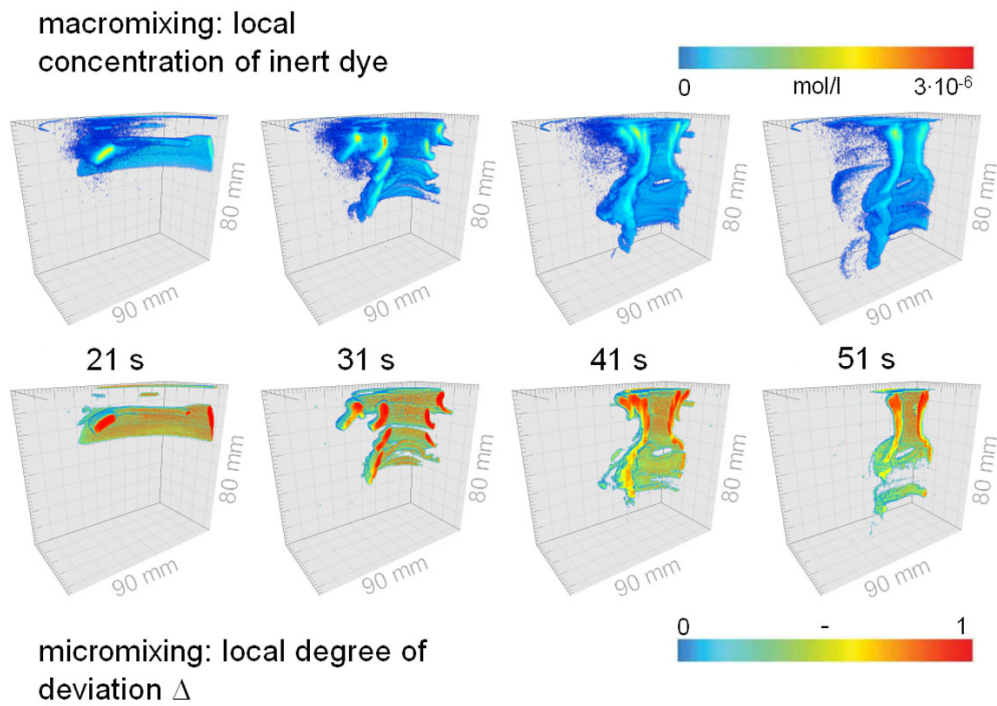 macromixing: local
concentration of inert dye
0 mol/l 3·10⁻⁶
80 mm 80 mm 80 mm 80 mm
90 mm 90 mm 90 mm 90 mm
21 s 31 s 41 s 51 s
80 mm 80 mm 80 mm 80 mm
90 mm 90 mm 90 mm 90 mm
0 - 1
micromixing: local degree of
deviation Δ